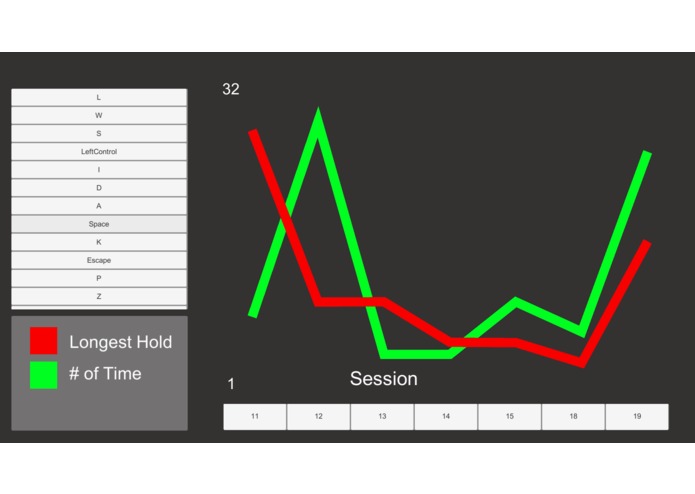 L
W
S
LeftControl
I
D
A
Space
K
Escape
P
Z
Longest Hold
# of Time
32
1
Session
11
12
13
14
15
18
19